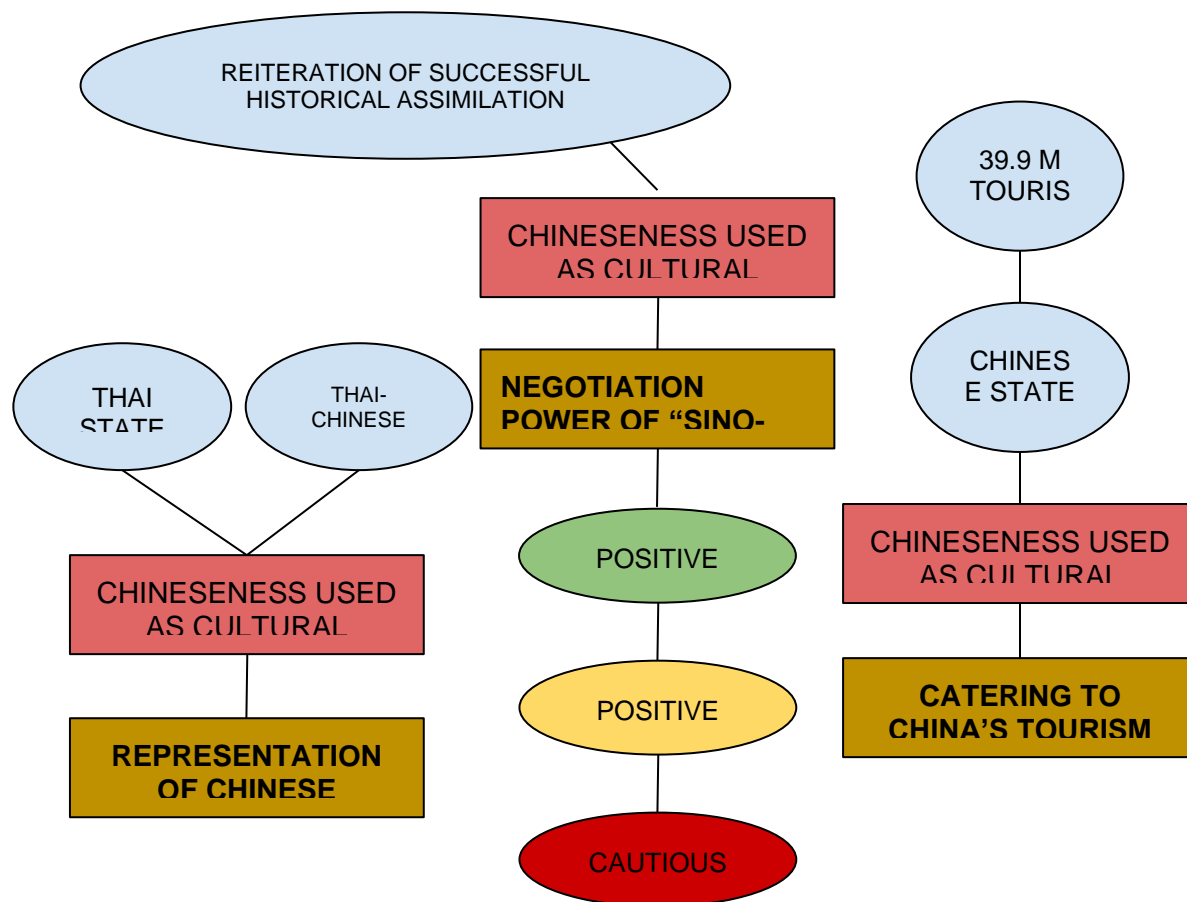 REITERATION OF SUCCESSFUL
HISTORICAL ASSIMILATION
39.9 M
TOURIS
CHINESENESS USED
AS CULTURAL
CHINES
E STATE
NEGOTIATION
POWER OF “SINO-
THAI
STATE
THAI-
CHINESE
POSITIVE
CHINESENESS USED
AS CULTURAL
CHINESENESS USED
AS CULTURAL
POSITIVE
CATERING TO
CHINA’S TOURISM
REPRESENTATION
OF CHINESE
CAUTIOUS